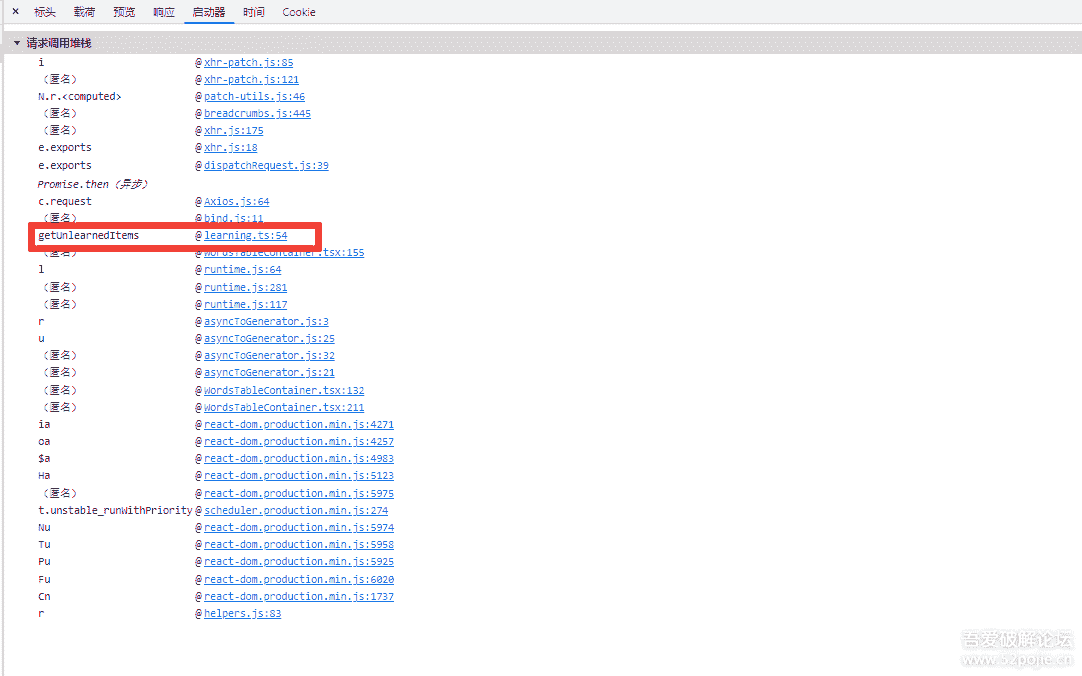 × 标头 载荷 预览 响应 启动器 时间 Cookie
▼ 请求调用堆栈
i @ xhr-patch.js:85
(匿名) @ xhr-patch.js:121
N.r.<computed> @ patch-utils.js:46
(匿名) @ breadcrumbs.js:445
(匿名) @ xhr.js:175
e.exports @ xhr.js:18
e.exports @ dispatchRequest.js:39
Promise.then (异步)
c.request @ Axios.js:64
(匿名) @ bind.js:11
getUnlearnedItems @ learning.ts:54
(匿名) @ WordsTableContainer.tsx:155
l @ runtime.js:64
(匿名) @ runtime.js:281
(匿名) @ runtime.js:117
r @ asyncToGenerator.js:3
u @ asyncToGenerator.js:25
(匿名) @ asyncToGenerator.js:32
(匿名) @ asyncToGenerator.js:21
(匿名) @ WordsTableContainer.tsx:132
(匿名) @ WordsTableContainer.tsx:211
ia @ react-dom.production.min.js:4271
oa @ react-dom.production.min.js:4257
$a @ react-dom.production.min.js:4983
Ha @ react-dom.production.min.js:5123
(匿名) @ react-dom.production.min.js:5975
t.unstable_runWithPriority @ scheduler.production.min.js:274
Nu @ react-dom.production.min.js:5974
Tu @ react-dom.production.min.js:5958
Pu @ react-dom.production.min.js:5925
Fu @ react-dom.production.min.js:6020
Cn @ react-dom.production.min.js:1737
r @ helpers.js:83
吾爱破解论坛
www.52pojie.cn